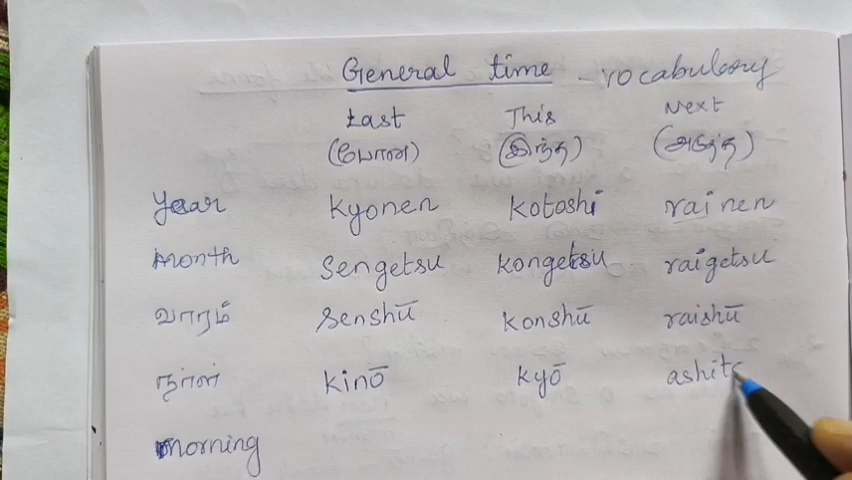 General time - vocabulary
Last This Next
(போன) (இந்த) (அடுத்த)
year kyonen kotoshi rainen
month sengetsu kongetsu raigetsu
வாரம் senshū konshū raishū
நாள் kinō kyō ashita
morning